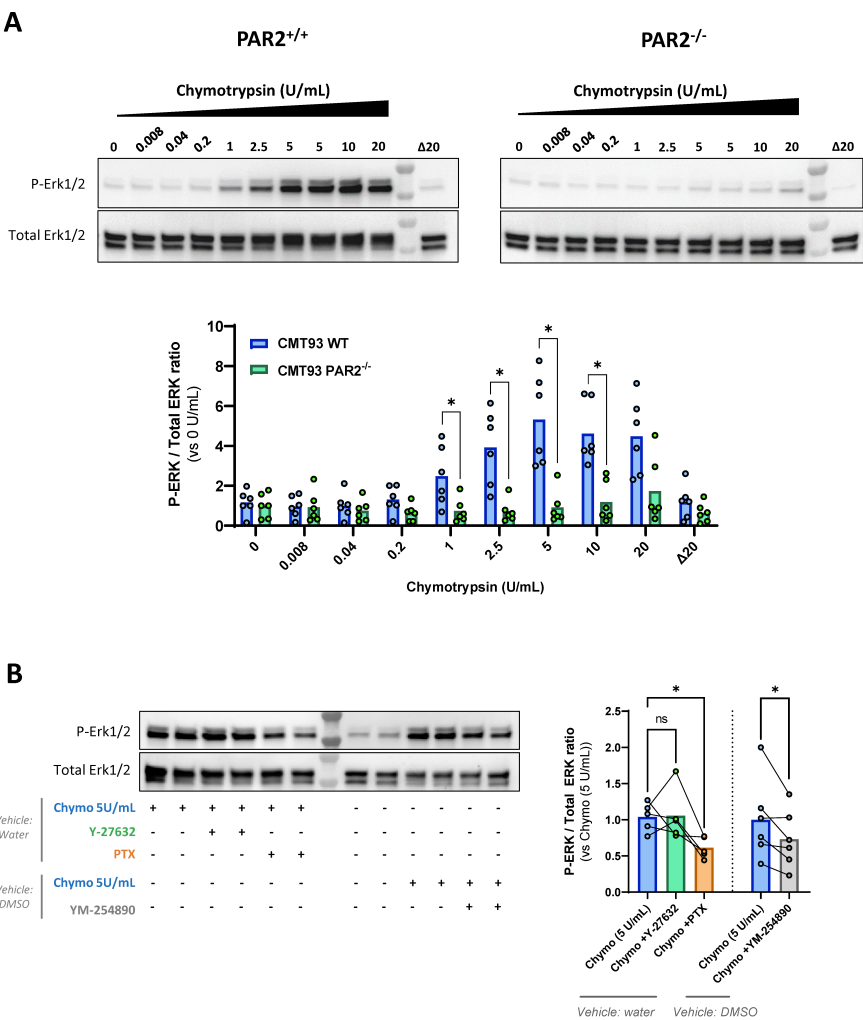 A
PAR2+/+
PAR2-/-
Chymotrypsin (U/mL)
Chymotrypsin (U/mL)
0 0.008 0.04 0.2 1 2.5 5 5 10 20 Δ20
0 0.008 0.04 0.2 1 2.5 5 5 10 20 Δ20
P-Erk1/2
Total Erk1/2
P-ERK / Total ERK ratio
(vs 0 U/mL)
10
8
6
4
2
0
CMT93 WT
CMT93 PAR2-/-
* * * *
0 0.008 0.04 0.2 1 2.5 5 10 20 Δ20
Chymotrypsin (U/mL)
B
P-Erk1/2
Total Erk1/2
Vehicle:
Water
Chymo 5U/mL + + + + + + - - - - - -
Y-27632 - - + + - - - - - - - -
PTX - - - - + + - - - - - -
Vehicle:
DMSO
Chymo 5U/mL - - - - - - - - + + + +
YM-254890 - - - - - - - - - - + +
P-ERK / Total ERK ratio
(vs Chymo (5 U/mL))
2.5
2.0
1.5
1.0
0.5
0.0
*
ns
*
Chymo (5 U/mL)
Chymo +Y-27632
Chymo +PTX
Chymo (5 U/mL)
Chymo +YM-254890
Vehicle: water
Vehicle: DMSO